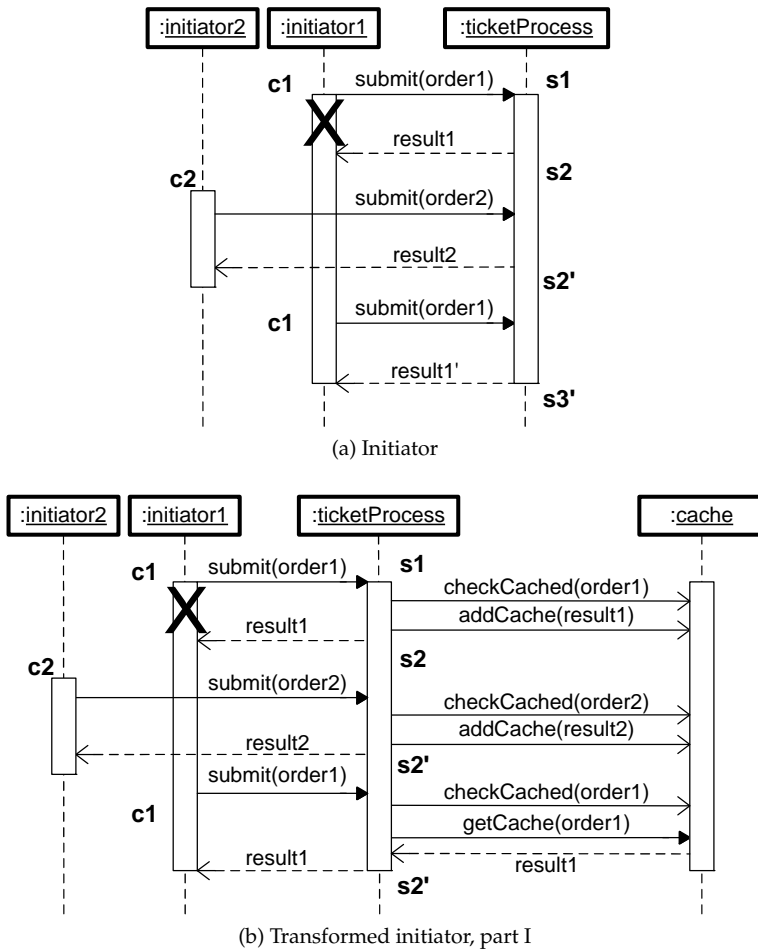 :initiator2 :initiator1 :ticketProcess
c1 submit(order1) s1
X
result1
s2
c2
submit(order2)
result2
s2'
c1 submit(order1)
result1'
s3'
(a) Initiator
:initiator2 :initiator1 :ticketProcess :cache
c1 submit(order1) s1
checkCached(order1)
X
addCache(result1)
result1
s2
c2
submit(order2)
checkCached(order2)
addCache(result2)
result2
s2'
submit(order1)
checkCached(order1)
c1
getCache(order1)
result1 result1
s2'
(b) Transformed initiator, part I